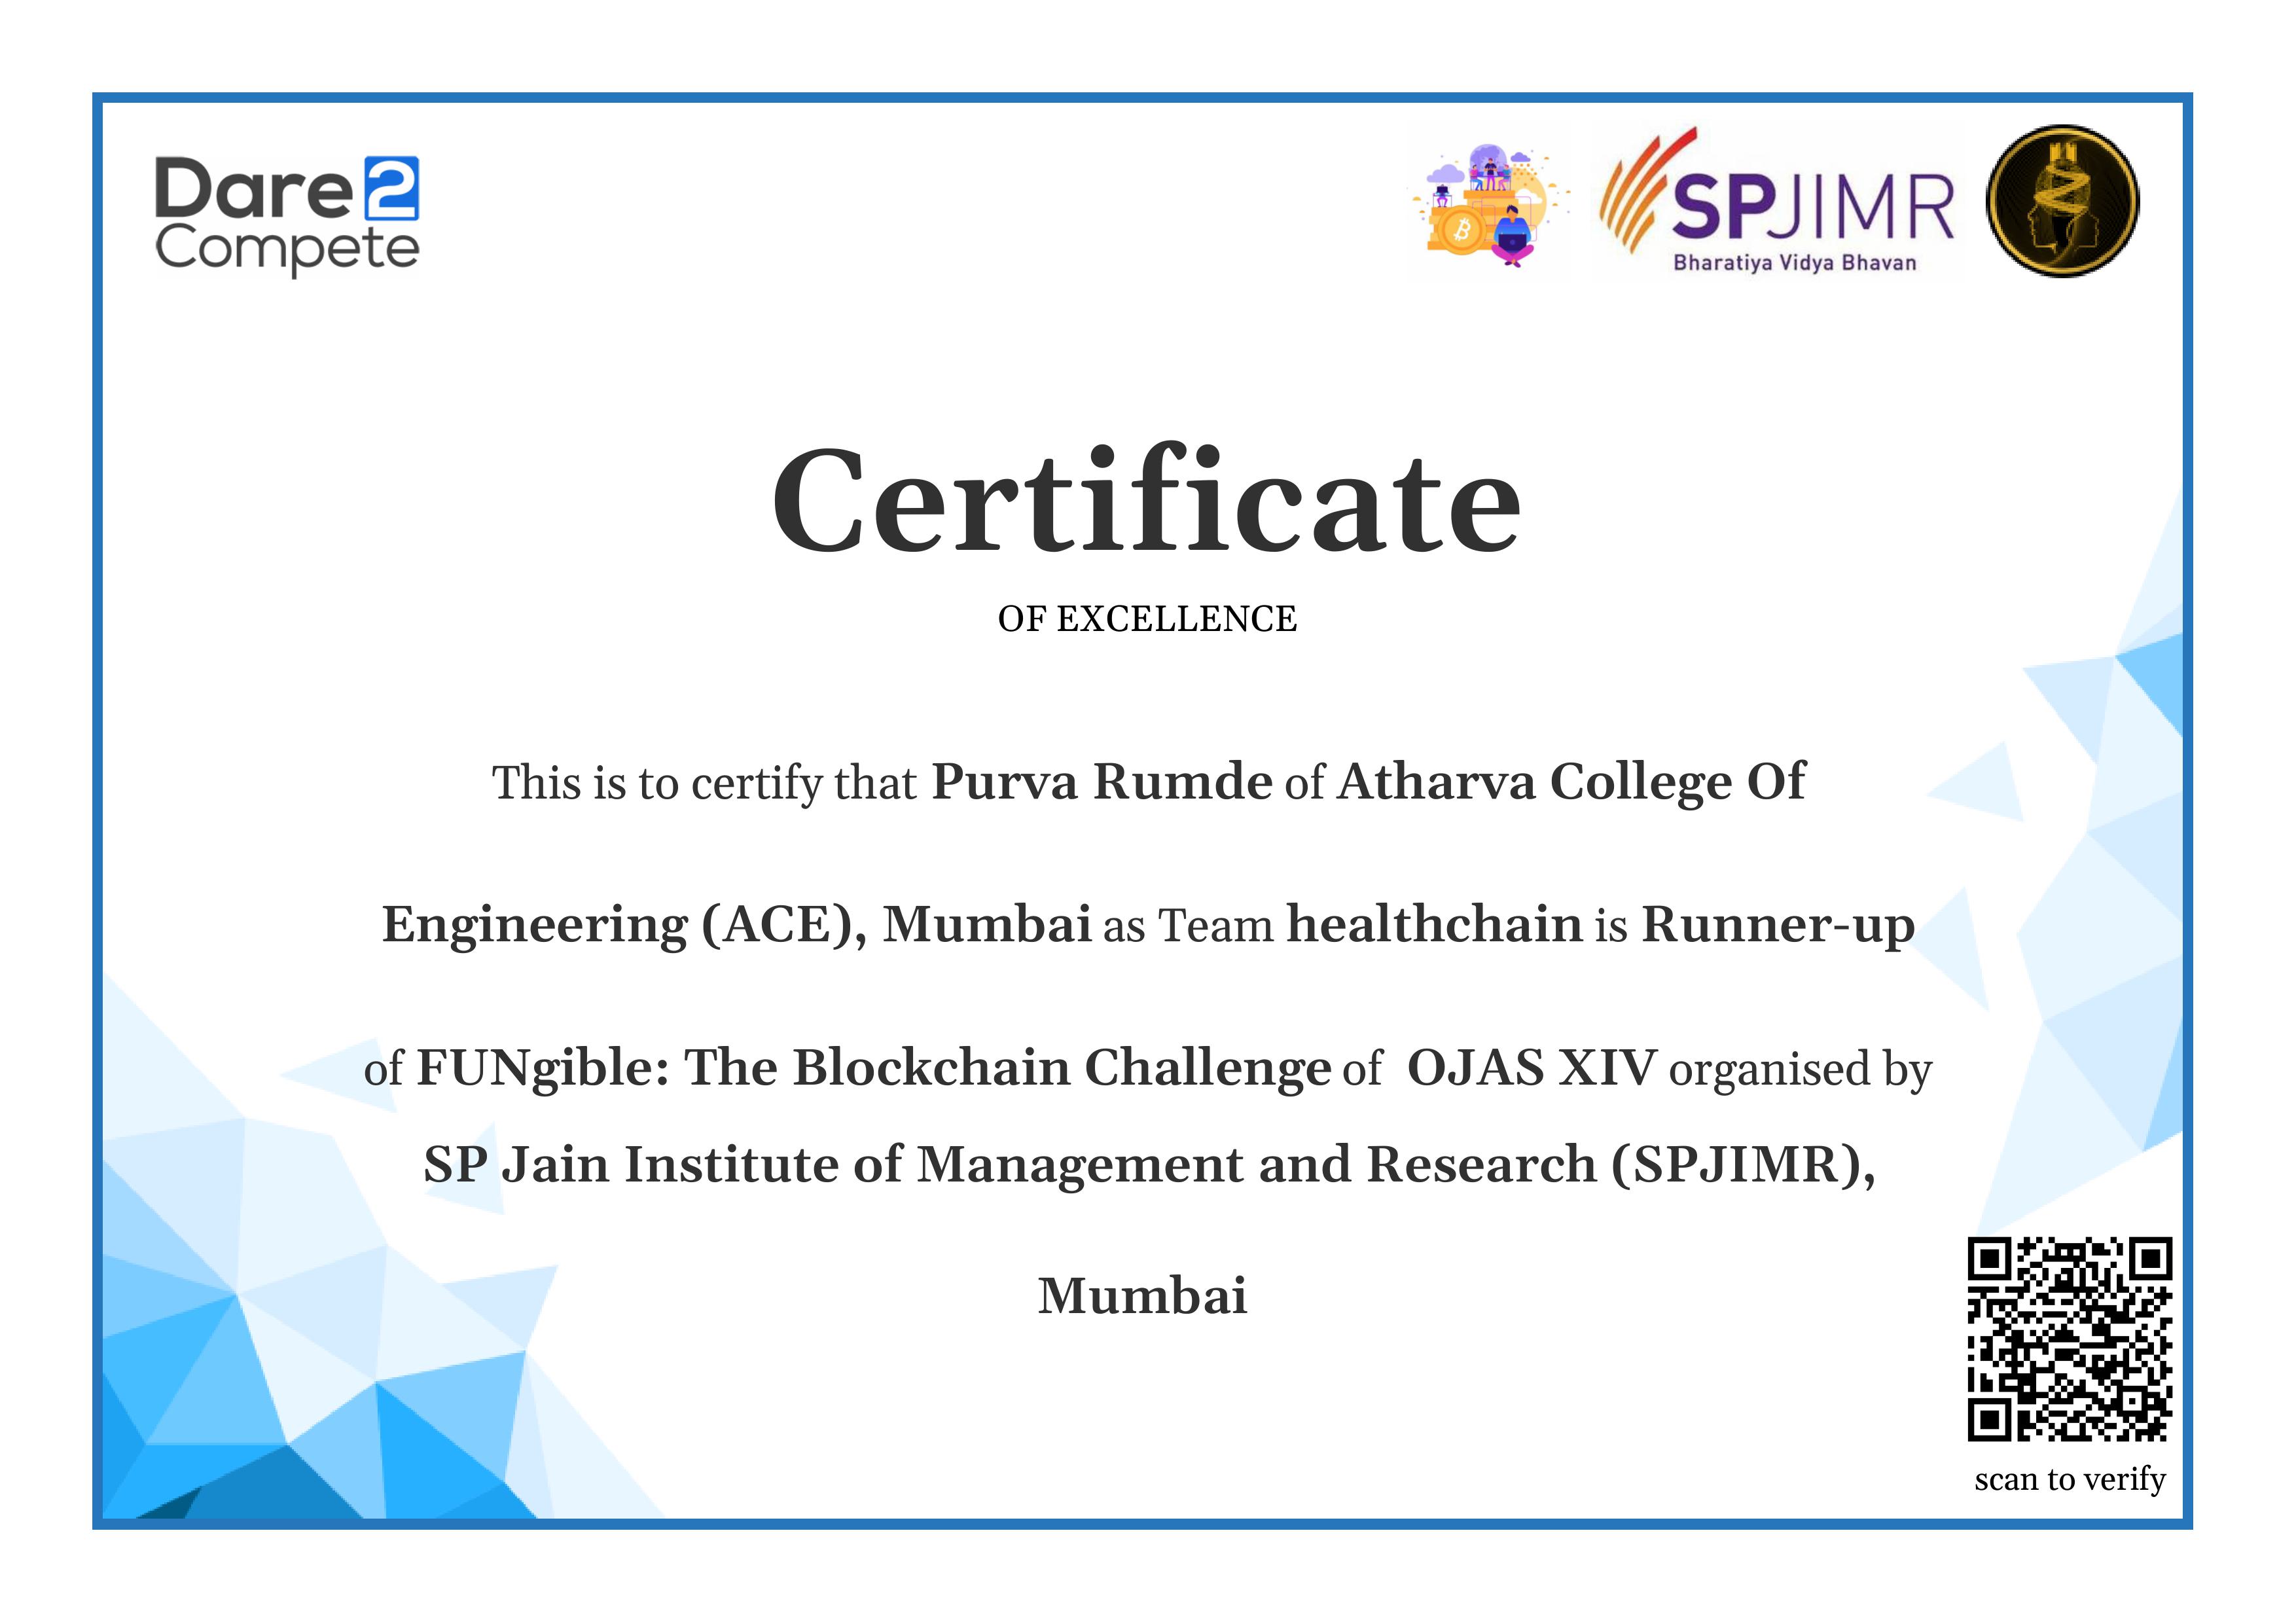 Dare2
Compete
SPJIMR
Bharatiya Vidya Bhavan
Certificate
OF EXCELLENCE
This is to certify that Purva Rumde of Atharva College Of
Engineering (ACE), Mumbai as Team healthchain is Runner-up
of FUNgible: The Blockchain Challenge of OJAS XIV organised by
SP Jain Institute of Management and Research (SPJIMR),
Mumbai
scan to verify